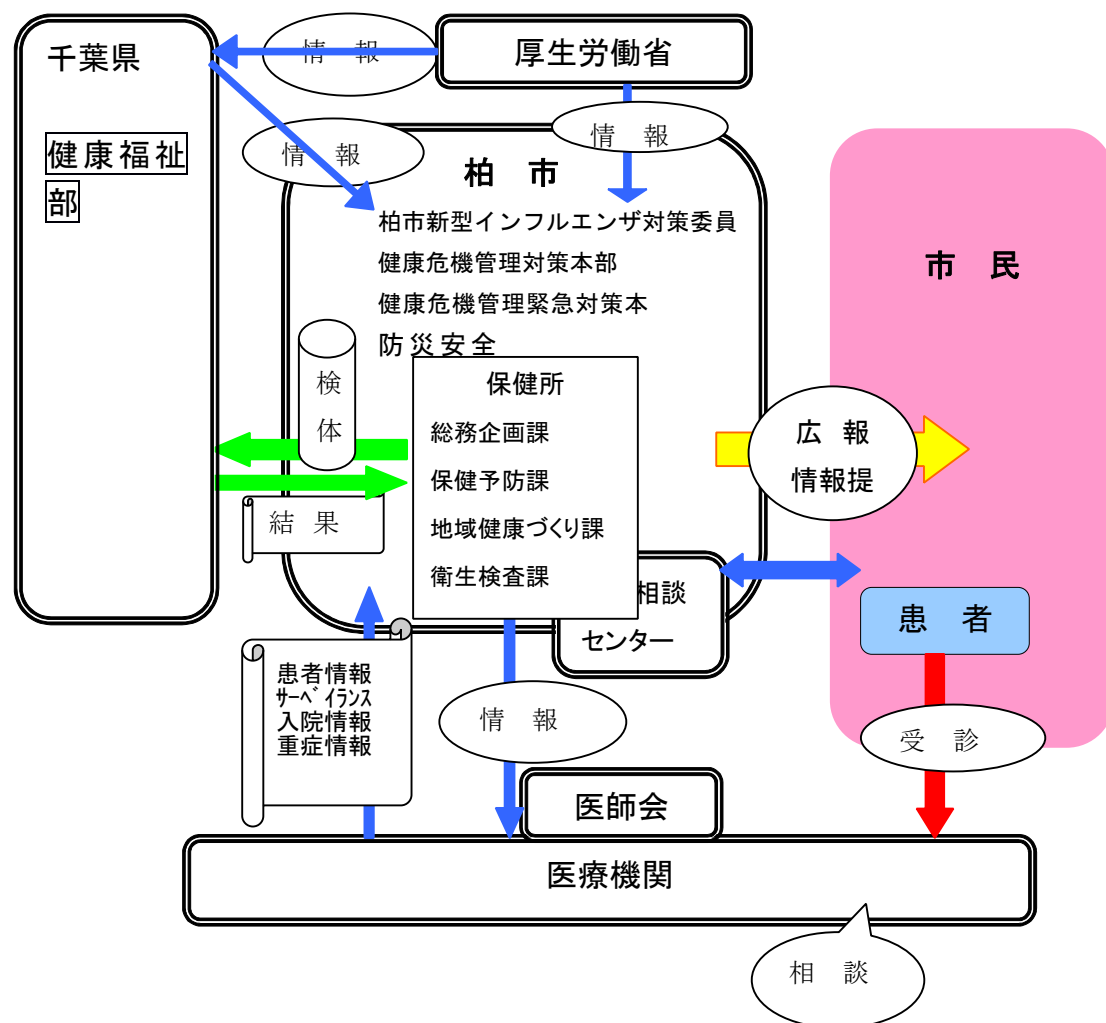 千葉県
健康福祉
部
情 報
厚生労働省
情 報
情 報
柏 市
柏市新型インフルエンザ対策委員
健康危機管理対策本部
健康危機管理緊急対策本
防災安全
検
体
結 果
保健所
総務企画課
保健予防課
地域健康づくり課
衛生検査課
相談
センター
広 報
情報提
市 民
患 者
受 診
患者情報
サーベイランス
入院情報
重症情報
情 報
医師会
医療機関
相 談